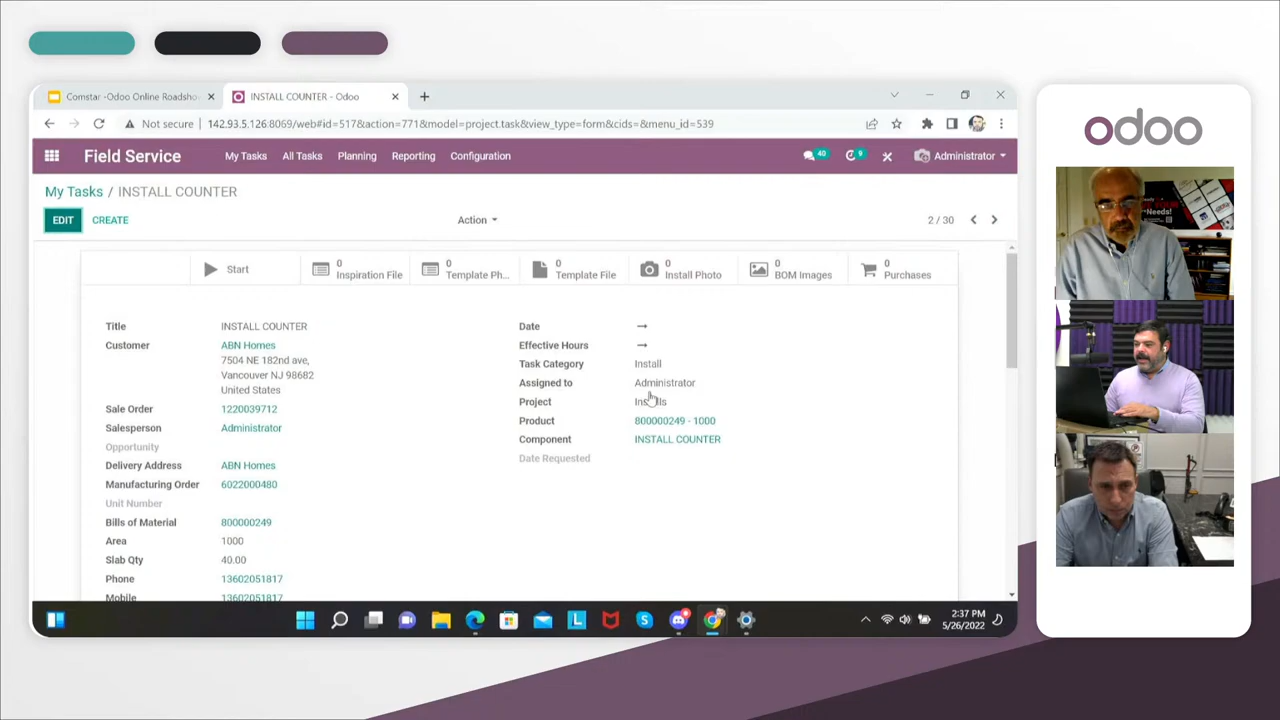 Comstar -Odoo Online Roadsho
INSTALL COUNTER - Odoo
Not secure
142.93.5.126:8069/web#id=517&action=771&model=project.task&view_type=form&cids=&menu_id=539
Field Service
My Tasks
All Tasks
Planning
Reporting
Configuration
40
9
Administrator
My Tasks / INSTALL COUNTER
EDIT
CREATE
Action
2 / 30
Start
0
Inspiration File
0
Template Ph...
0
Template File
0
Install Photo
0
BOM Images
0
Purchases
Title
INSTALL COUNTER
Customer
ABN Homes
7504 NE 182nd ave,
Vancouver NJ 98682
United States
Sale Order
1220039712
Salesperson
Administrator
Opportunity
Delivery Address
ABN Homes
Manufacturing Order
6022000480
Unit Number
Bills of Material
800000249
Area
1000
Slab Qty
40.00
Phone
13602051817
Mobile
13602051817
Date
Effective Hours
Task Category
Install
Assigned to
Administrator
Project
Installs
Product
800000249 - 1000
Component
INSTALL COUNTER
Date Requested
2:37 PM
5/26/2022
odoo